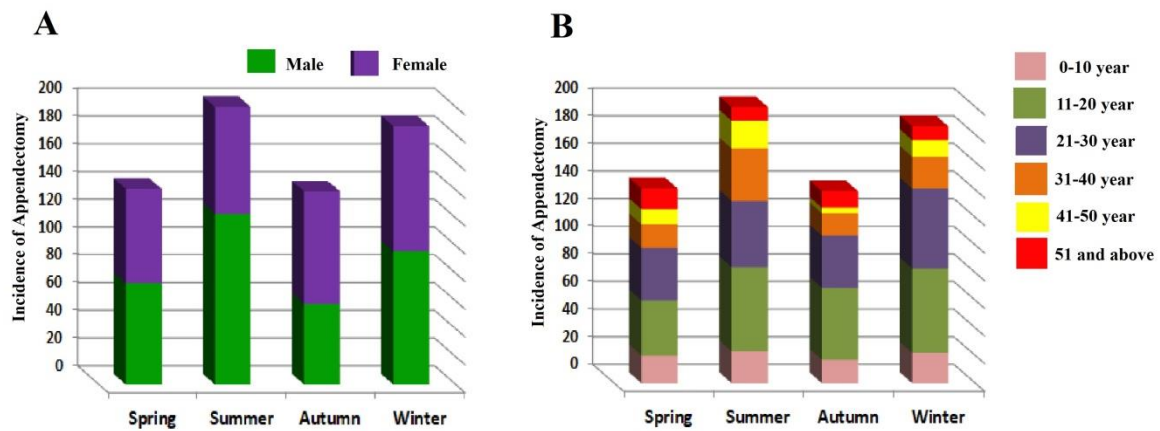 A
Male Female
Incidence of Appendectomy
200
180
160
140
120
100
80
60
40
20
0
Spring Summer Autumn Winter
B
0-10 year
11-20 year
21-30 year
31-40 year
41-50 year
51 and above
Incidence of Appendectomy
200
180
160
140
120
100
80
60
40
20
0
Spring Summer Autumn Winter